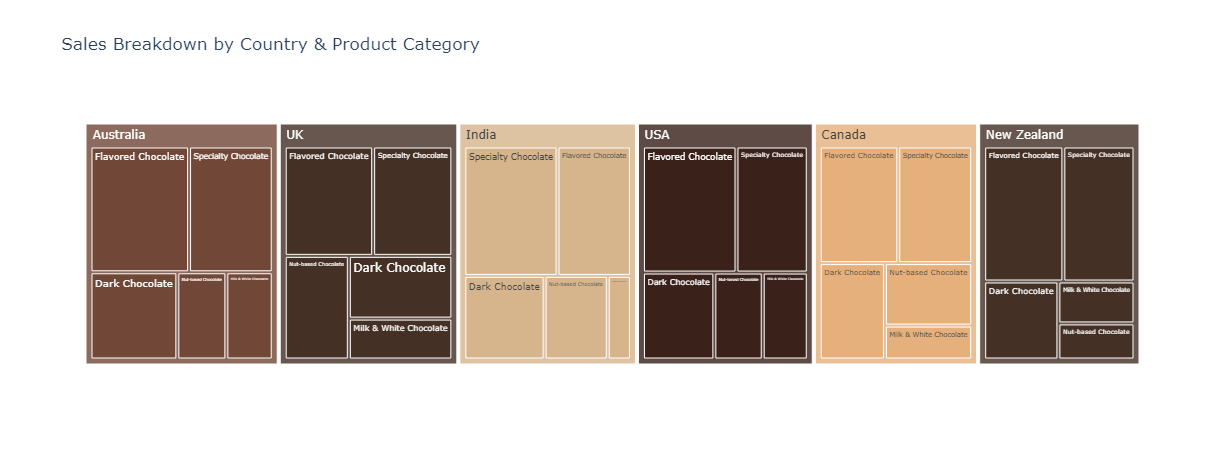 Sales Breakdown by Country & Product Category
Australia
Flavored Chocolate
Specialty Chocolate
Dark Chocolate
Nut-based Chocolate
Milk & White Chocolate
UK
Flavored Chocolate
Specialty Chocolate
Nut-based Chocolate
Dark Chocolate
Milk & White Chocolate
India
Specialty Chocolate
Flavored Chocolate
Dark Chocolate
Nut-based Chocolate
USA
Flavored Chocolate
Specialty Chocolate
Dark Chocolate
Nut-based Chocolate
Milk & White Chocolate
Canada
Flavored Chocolate
Specialty Chocolate
Dark Chocolate
Nut-based Chocolate
Milk & White Chocolate
New Zealand
Flavored Chocolate
Specialty Chocolate
Dark Chocolate
Milk & White Chocolate
Nut-based Chocolate